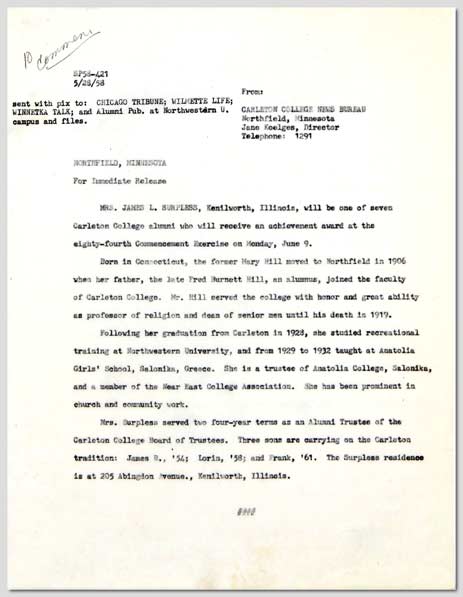 10
commenc
SP58-421
5/28/58
From:
sent with pix to: CHICAGO TRIBUNE; WILMETTE LIFE;
WINNETKA TALK; and Alumni Pub. at Northwestern U.
campus and files.
CARLETON COLLEGE NEWS BUREAU
Northfield, Minnesota
Jane Koelges, Director
Telephone: 1291
NORTHFIELD, MINNESOTA
For Immediate Release
MRS. JAMES L. SURPLESS, Kenilworth, Illinois, will be one of seven
Carleton College alumni who will receive an achievement award at the
eighty-fourth Commencement Exercise on Monday, June 9.
Born in Connecticut, the former Mary Hill moved to Northfield in 1906
when her father, the late Fred Burnett Hill, an alumnus, joined the faculty
of Carleton College. Mr. Hill served the college with honor and great ability
as professor of religion and dean of senior men until his death in 1919.
Following her graduation from Carleton in 1928, she studied recreational
training at Northwestern University, and from 1929 to 1932 taught at Anatolia
Girls' School, Salonika, Greece. She is a trustee of Anatolia College, Salonika,
and a member of the Near East College Association. She has been prominent in
church and community work.
Mrs. Surpless served two four-year terms as an Alumni Trustee of the
Carleton College Board of Trustees. Three sons are carrying on the Carleton
tradition: James R., '54; Lorin, '58; and Frank, '61. The Surpless residence
is at 205 Abingdon Avenue., Kenilworth, Illinois.
####